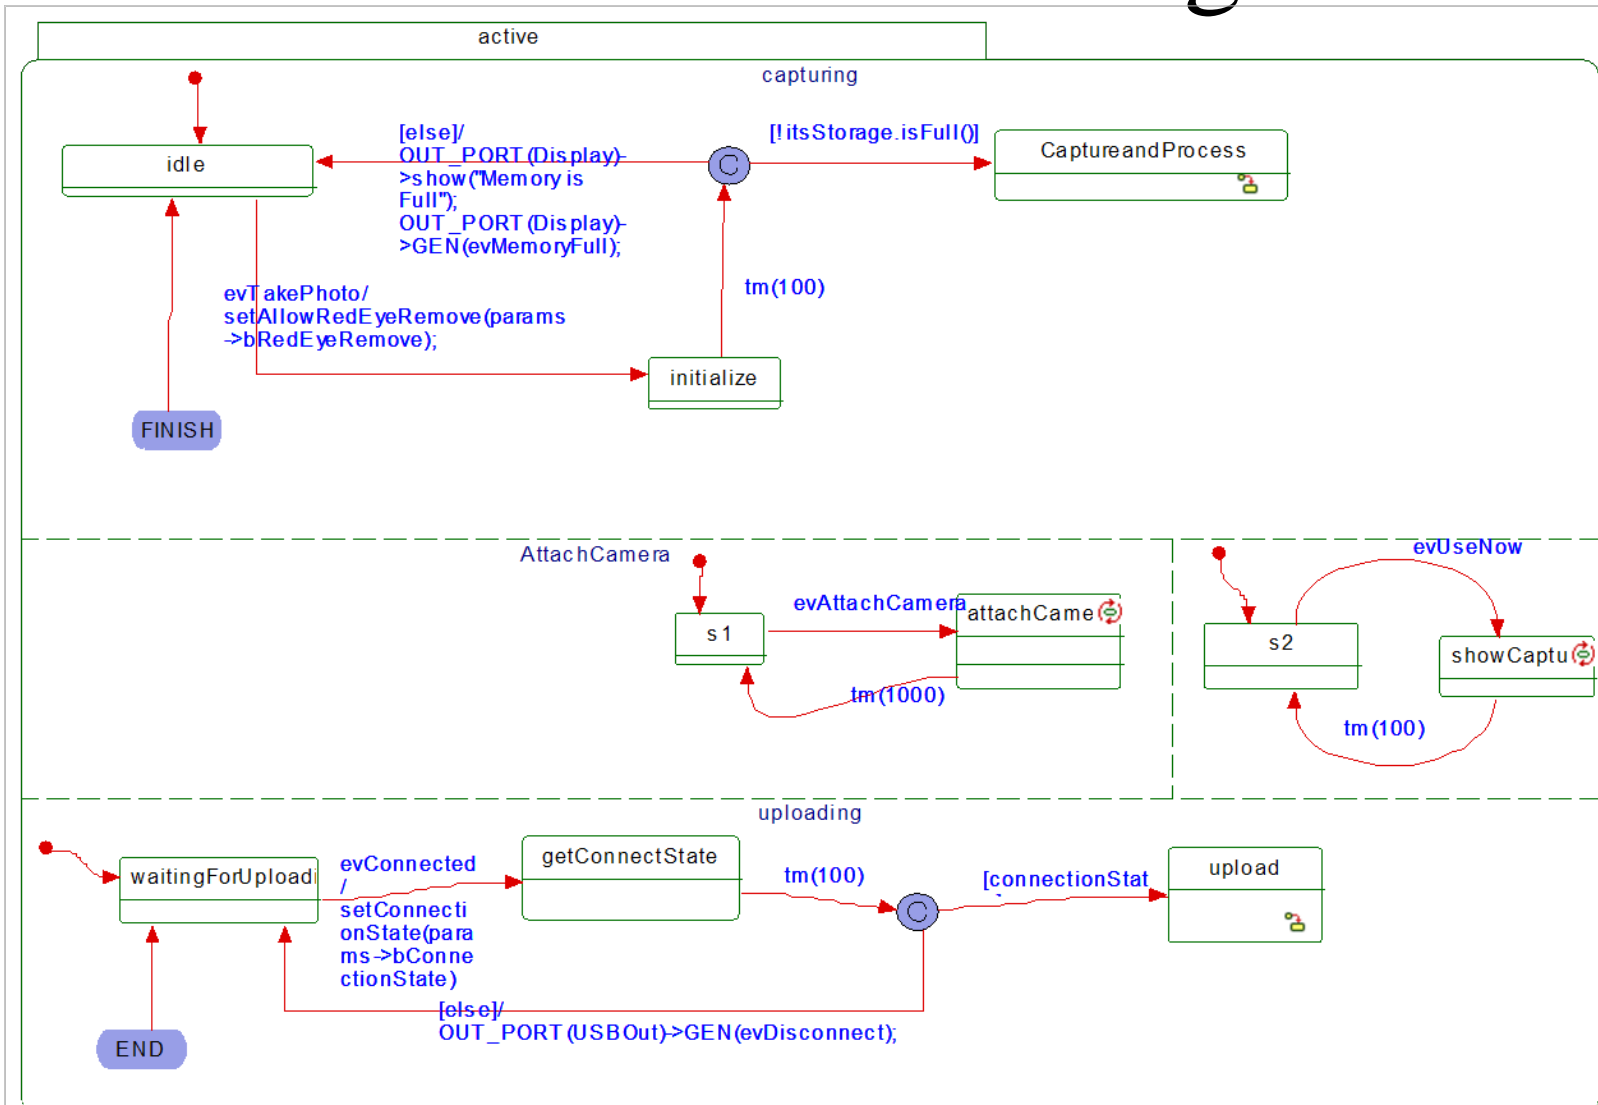 active
capturing
idle
[else]/
OUT_PORT(Display)-
>show("Memory is
Full");
OUT_PORT(Display)-
>GEN(evMemoryFull);
C
[!itsStorage.isFull()]
CaptureandProcess
evTakePhoto/
setAllowRedEyeRemove(params
->bRedEyeRemove);
tm(100)
initialize
FINISH
AttachCamera
s1
evAttachCamera
attachCame
tm(1000)
evUseNow
s2
showCaptu
tm(100)
uploading
waitingForUploadi
evConnected
/
setConnecti
onState(para
ms->bConne
ctionState)
getConnectState
tm(100)
C
[connectionStat
upload
[else]/
OUT_PORT(USBOut)->GEN(evDisconnect);
END